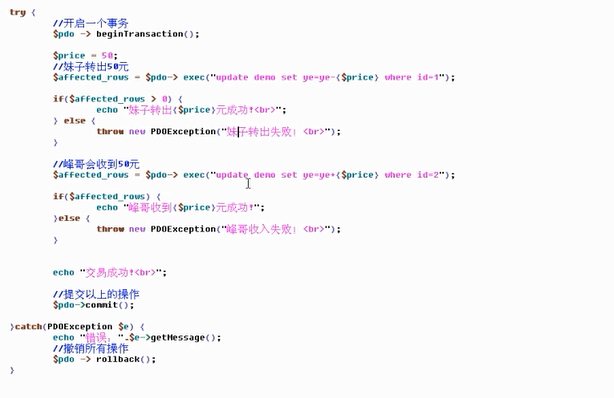 try {
//开启一个事务
$pdo -> beginTransaction();
$price = 50;
//妹子转出50元
$affected_rows = $pdo-> exec("update demo set ye=ye-{$price} where id=1");
if($affected_rows > 0) {
echo "妹子转出{$price}元成功!<br>";
} else {
throw new PDOException("妹子转出失败! <br>");
}
//峰哥会收到50元
$affected_rows = $pdo-> exec("update demo set ye=ye+{$price} where id=2");
if($affected_rows) {
echo "峰哥收到{$price}元成功!";
}else {
throw new PDOException("峰哥收入失败! <br>");
}
echo "交易成功!<br>";
//提交以上的操作
$pdo->commit();
}catch(PDOException $e) {
echo "错误: ".$e->getMessage();
//撤销所有操作
$pdo -> rollback();
}